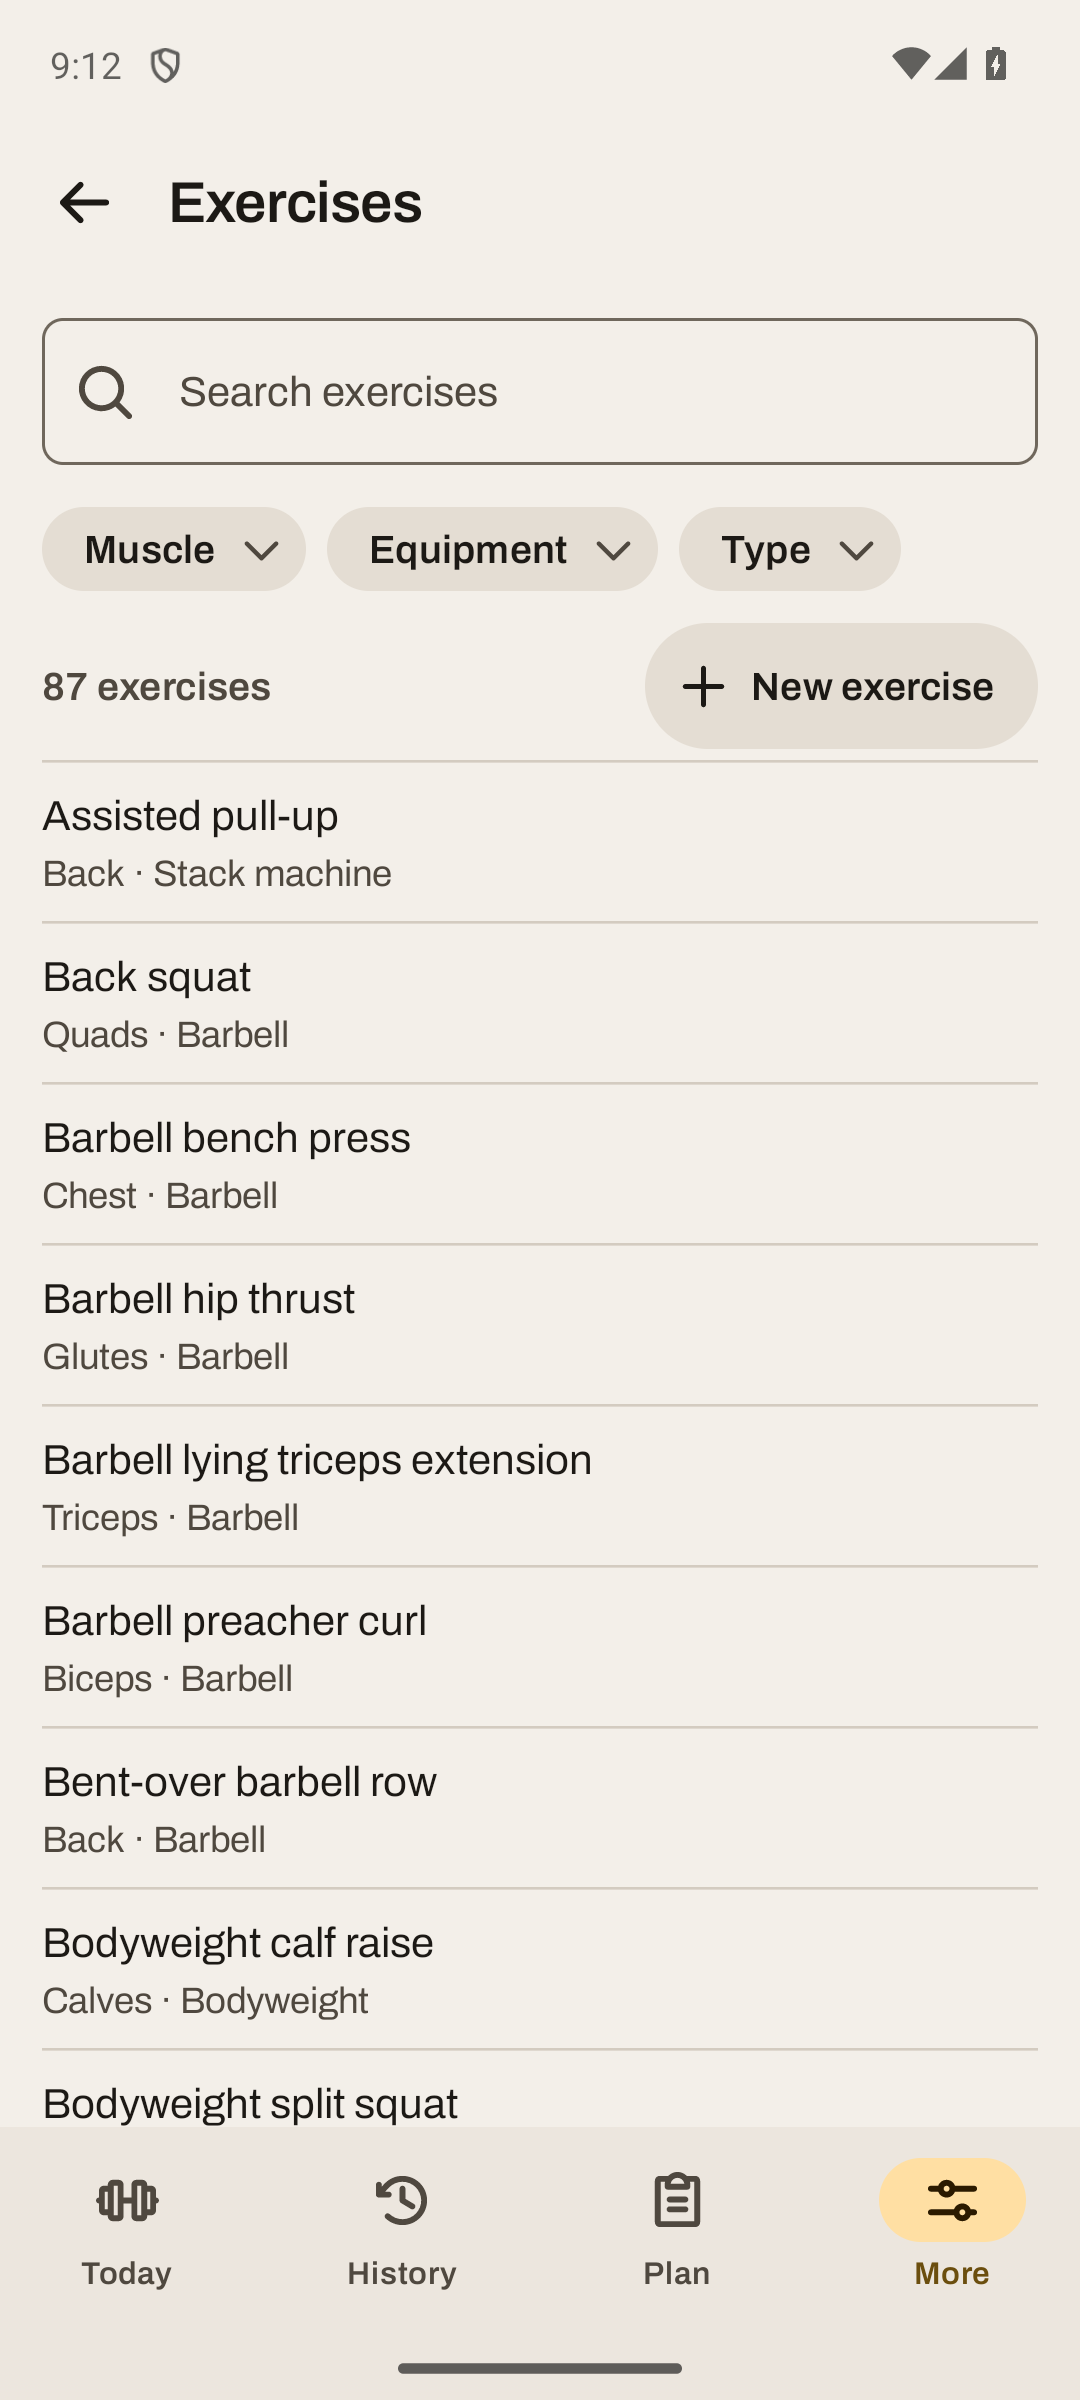 9:12
Exercises
Search exercises
Muscle Equipment Type
87 exercises New exercise
Assisted pull-up
Back · Stack machine
Back squat
Quads · Barbell
Barbell bench press
Chest · Barbell
Barbell hip thrust
Glutes · Barbell
Barbell lying triceps extension
Triceps · Barbell
Barbell preacher curl
Biceps · Barbell
Bent-over barbell row
Back · Barbell
Bodyweight calf raise
Calves · Bodyweight
Bodyweight split squat
Today History Plan More